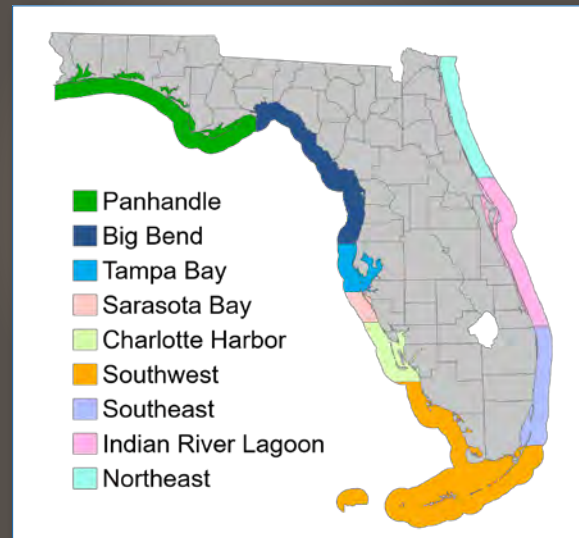 Panhandle
Big Bend
Tampa Bay
Sarasota Bay
Charlotte Harbor
Southwest
Southeast
Indian River Lagoon
Northeast